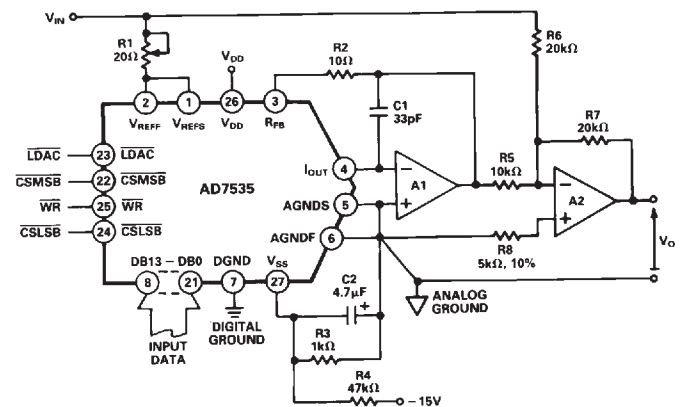 VIN
R1
20Ω
VDD
R2
10Ω
R6
20kΩ
2
1
26
3
VREFF
VREFS
VDD
RFB
C1
33pF
R7
20kΩ
LDAC
23
LDAC
CSMSB
22
CSMSB
WR
25
WR
CSLSB
24
CSLSB
AD7535
IOUT
4
AGNDS
5
AGNDF
6
−
+
A1
R5
10kΩ
−
+
A2
R8
5kΩ, 10%
VO
DB13 – DB0
DGND
VSS
8
21
7
27
C2
4.7μF
+
ANALOG
GROUND
DIGITAL
GROUND
INPUT
DATA
R3
1kΩ
R4
47kΩ
–15V